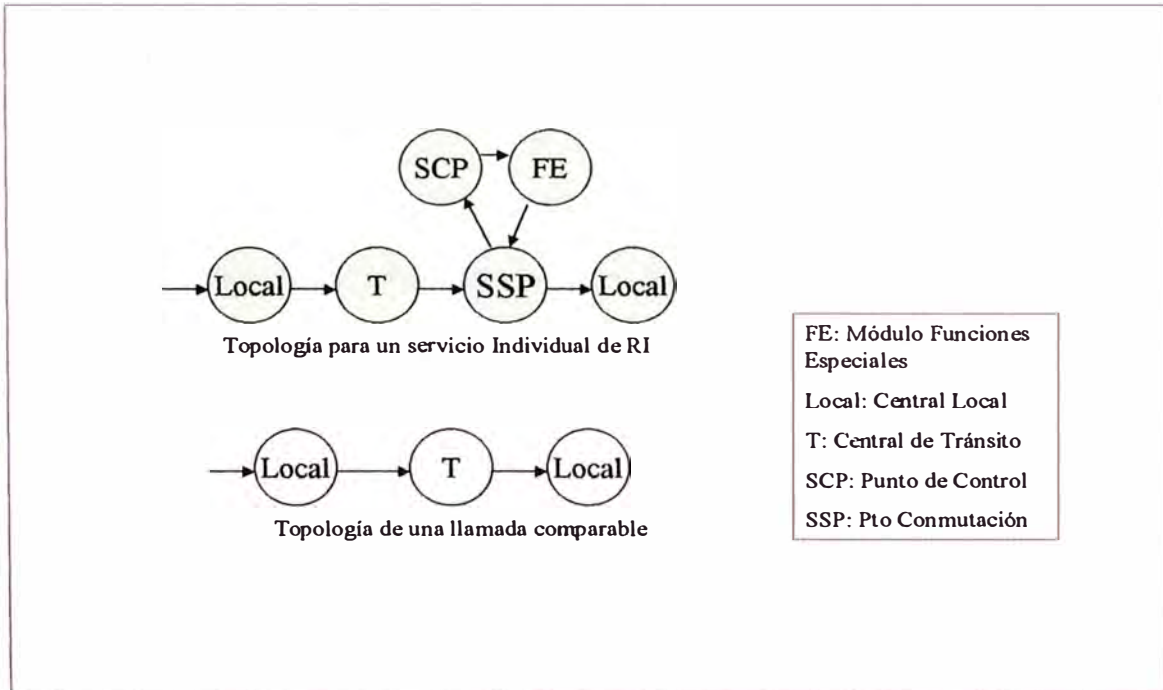 SCP
FE
Local
T
SSP
Local
Topología para un servicio Individual de RI
Local
T
Local
Topología de una llamada comparable
FE: Módulo Funciones
Especiales
Local: Central Local
T: Central de Tránsito
SCP: Punto de Control
SSP: Pto Conmutación